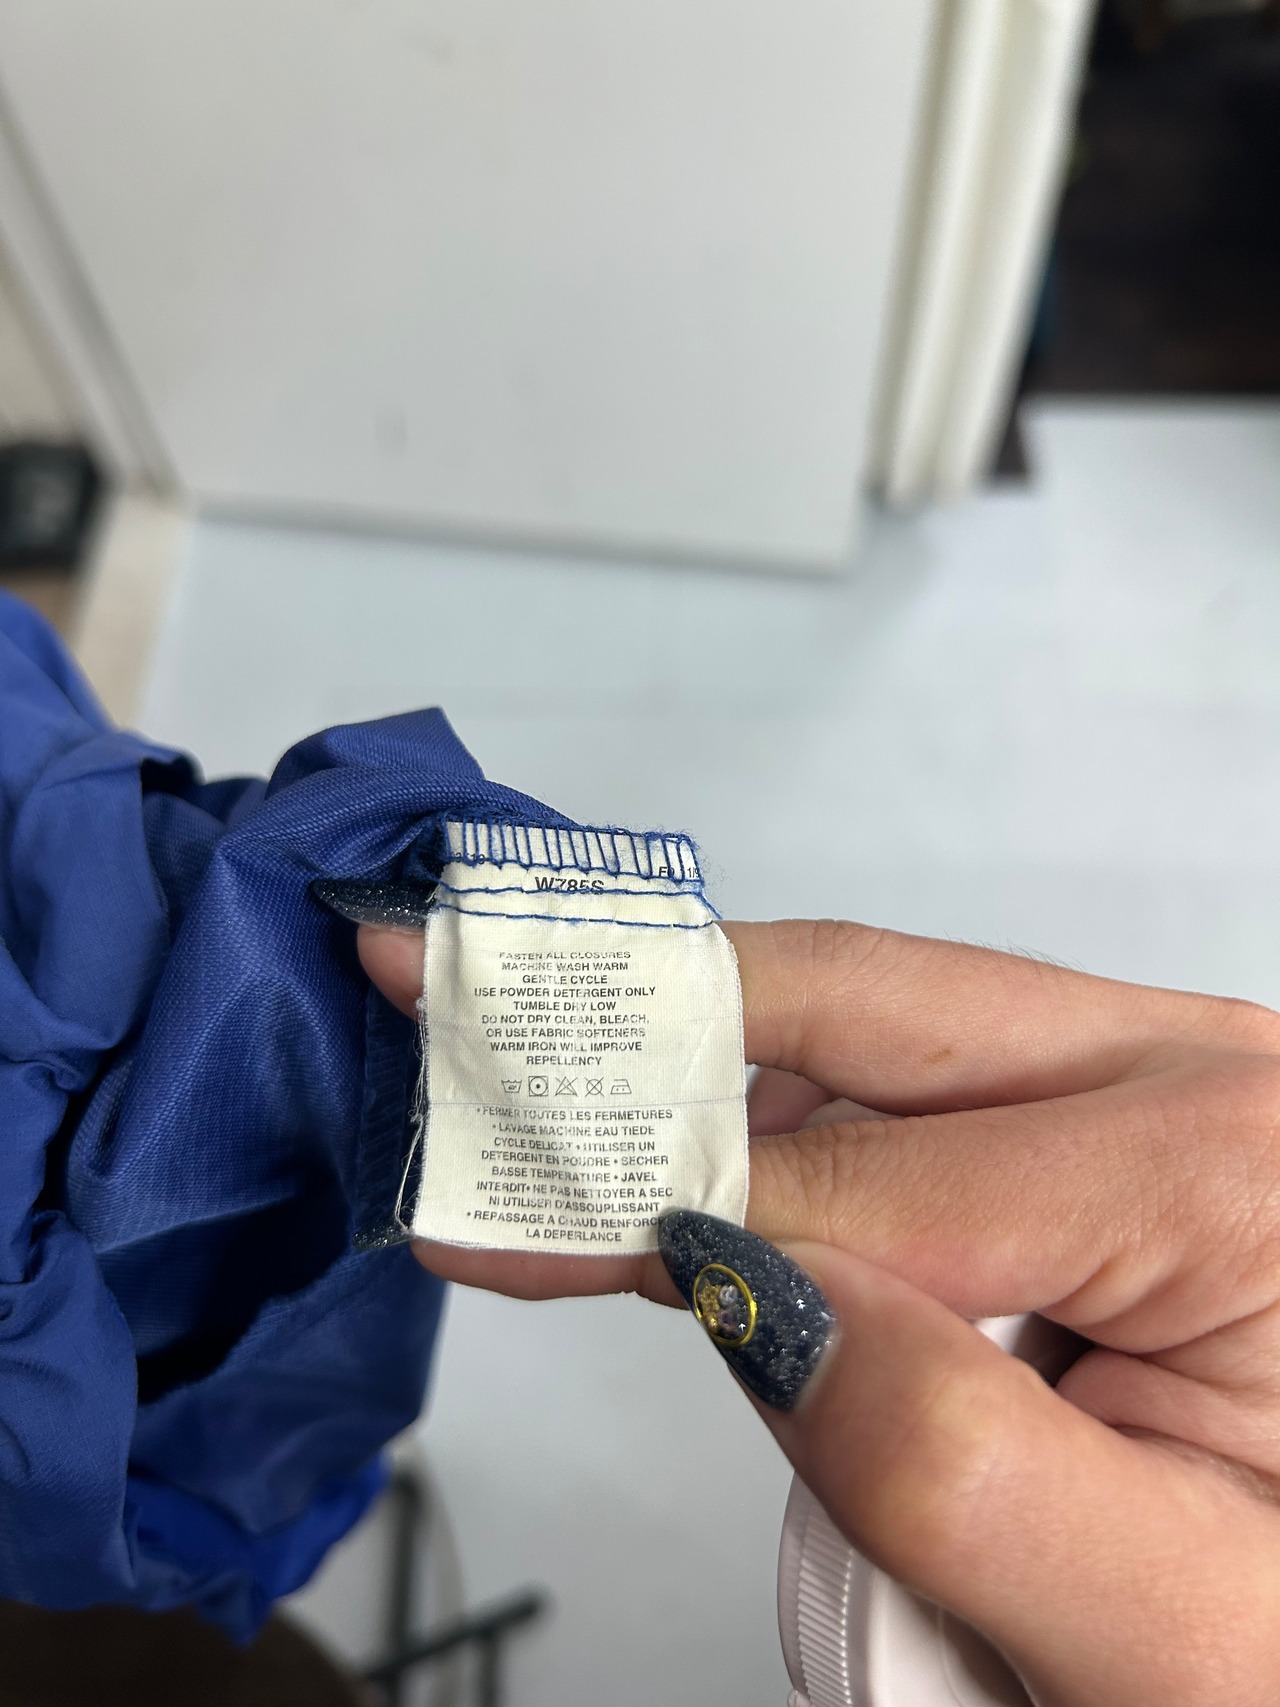 W785S
FASTEN ALL CLOSURES
MACHINE WASH WARM
GENTLE CYCLE
USE POWDER DETERGENT ONLY
TUMBLE DRY LOW
DO NOT DRY CLEAN, BLEACH,
OR USE FABRIC SOFTENERS
WARM IRON WILL IMPROVE
REPELLENCY
• FERMER TOUTES LES FERMETURES
• LAVAGE MACHINE EAU TIEDE
CYCLE DELICAT • UTILISER UN
DETERGENT EN POUDRE • SECHER
BASSE TEMPERATURE • JAVEL
INTERDIT• NE PAS NETTOYER A SEC
NI UTILISER D'ASSOUPLISSANT
• REPASSAGE A CHAUD RENFORCE
LA DEPERLANCE